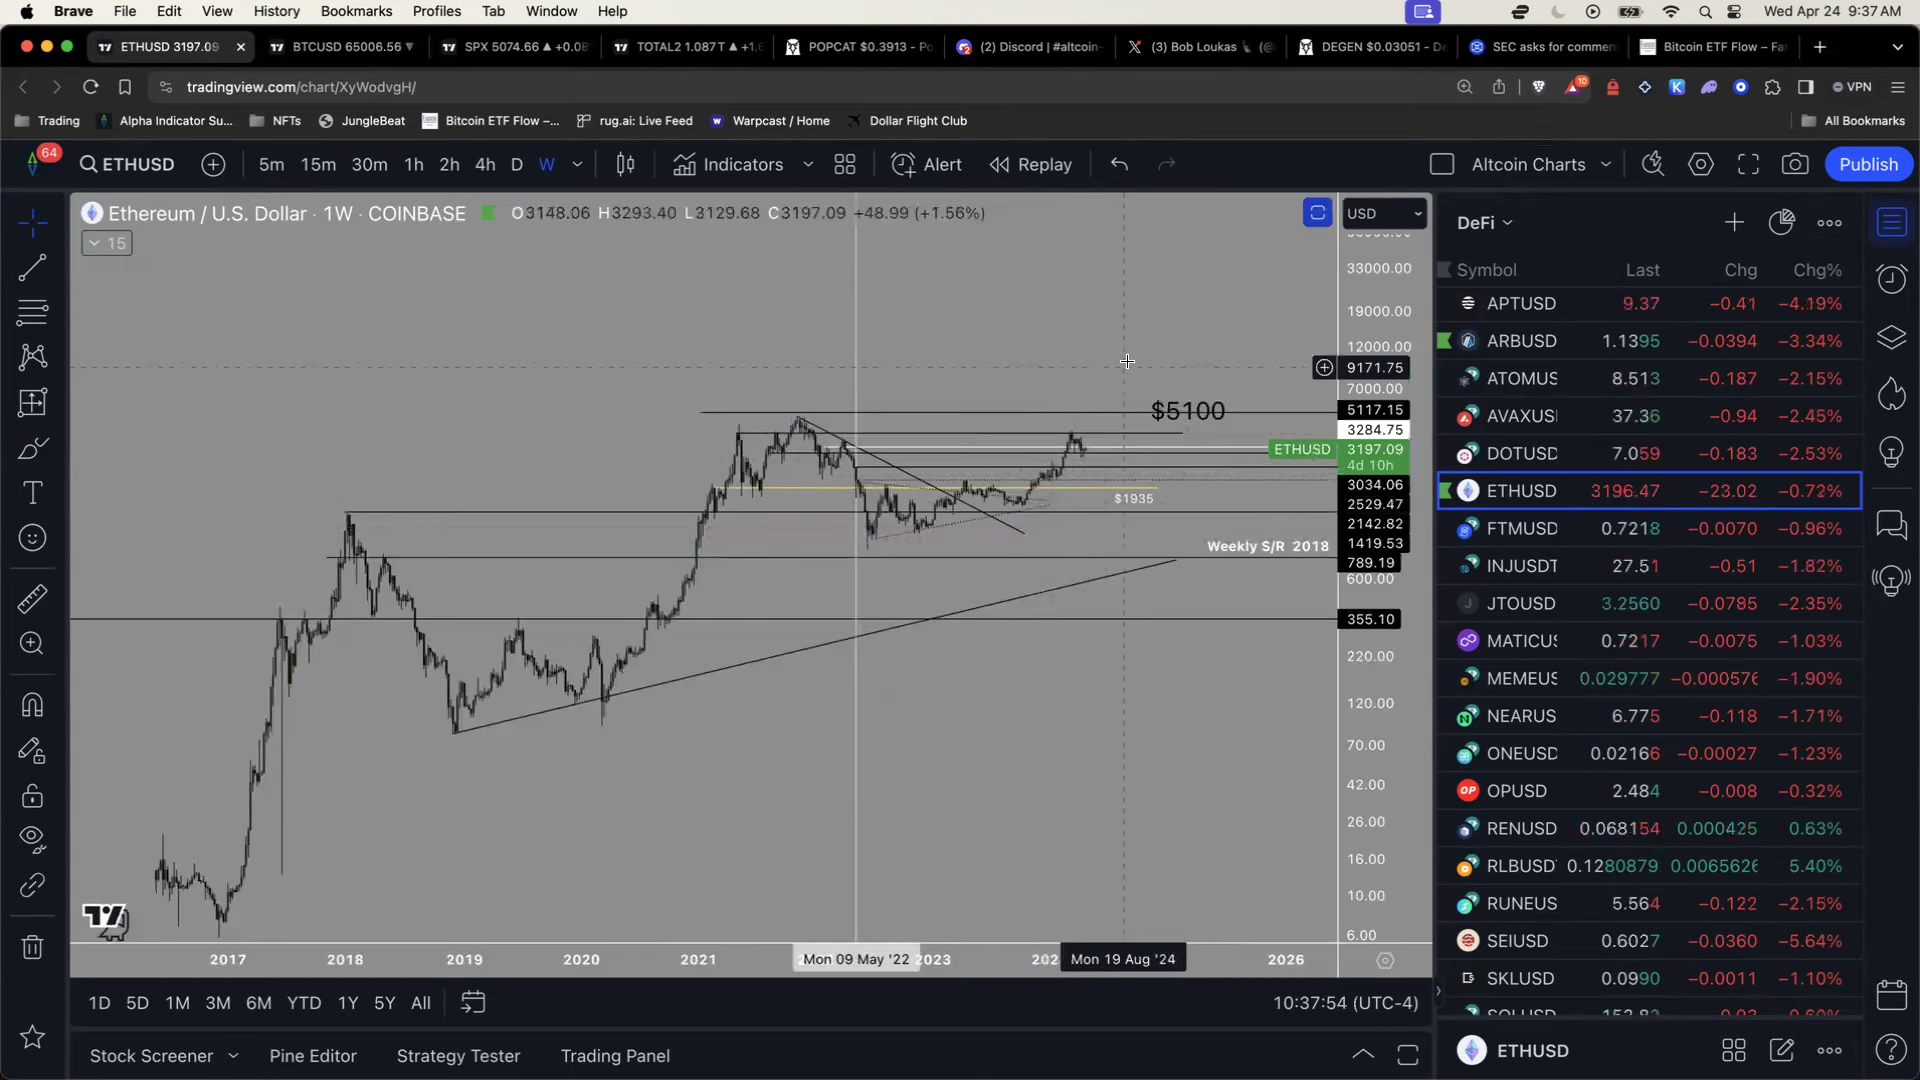 Brave File Edit View History Bookmarks Profiles Tab Window Help Wed Apr 24 9:37 AM
ETHUSD 3197.09 BTCUSD 65006.56 SPX 5074.66 +0.0 TOTAL2 1.087T +1. POPCAT $0.3913 - Po (2) Discord | #altcoin- (3) Bob Loukas DEGEN $0.03051 - De SEC asks for commen Bitcoin ETF Flow – Far
tradingview.com/chart/XyWodvgH/ 10 VPN
Trading Alpha Indicator Su... NFTs JungleBeat Bitcoin ETF Flow –... rug.ai: Live Feed Warpcast / Home Dollar Flight Club All Bookmarks
64 ETHUSD 5m 15m 30m 1h 2h 4h D W Indicators Alert Replay Altcoin Charts Publish
Ethereum / U.S. Dollar · 1W · COINBASE O3148.06 H3293.40 L3129.68 C3197.09 +48.99 (+1.56%) USD
15
33000.00
19000.00
12000.00
9171.75
7000.00
$5100 5117.15
3284.75
ETHUSD 3197.09
4d 10h
3034.06
$1935
2529.47
2142.82
Weekly S/R 2018 1419.53
789.19
600.00
355.10
220.00
120.00
70.00
42.00
26.00
16.00
10.00
6.00
2017 2018 2019 2020 2021 Mon 09 May '22 2023 202 Mon 19 Aug '24 2026
1D 5D 1M 3M 6M YTD 1Y 5Y All 10:37:54 (UTC-4)
Stock Screener Pine Editor Strategy Tester Trading Panel
DeFi
Symbol Last Chg Chg%
APTUSD 9.37 −0.41 −4.19%
ARBUSD 1.1395 −0.0394 −3.34%
ATOMUS 8.513 −0.187 −2.15%
AVAXUSI 37.36 −0.94 −2.45%
DOTUSD 7.059 −0.183 −2.53%
ETHUSD 3196.47 −23.02 −0.72%
FTMUSD 0.7218 −0.0070 −0.96%
INJUSDT 27.51 −0.51 −1.82%
JTOUSD 3.2560 −0.0785 −2.35%
MATICUS 0.7217 −0.0075 −1.03%
MEMEUS 0.029777 −0.000576 −1.90%
NEARUS 6.775 −0.118 −1.71%
ONEUSD 0.02166 −0.00027 −1.23%
OPUSD 2.484 −0.008 −0.32%
RENUSD 0.068154 0.000425 0.63%
RLBUSD 0.1280879 0.0065626 5.40%
RUNEUS 5.564 −0.122 −2.15%
SEIUSD 0.6027 −0.0360 −5.64%
SKLUSD 0.0990 −0.0011 −1.10%
ETHUSD